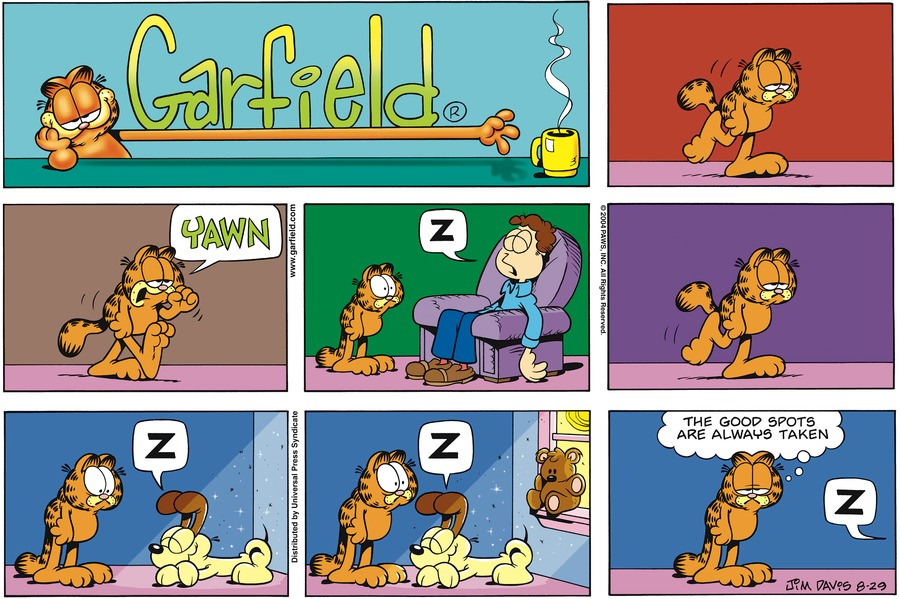 Garfield®
YAWN
www.garfield.com
Z
© 2004 PAWS, INC. All Rights Reserved.
Z
Distributed by Universal Press Syndicate
Z
THE GOOD SPOTS
ARE ALWAYS TAKEN
Z
JIM DAVIS 8-29